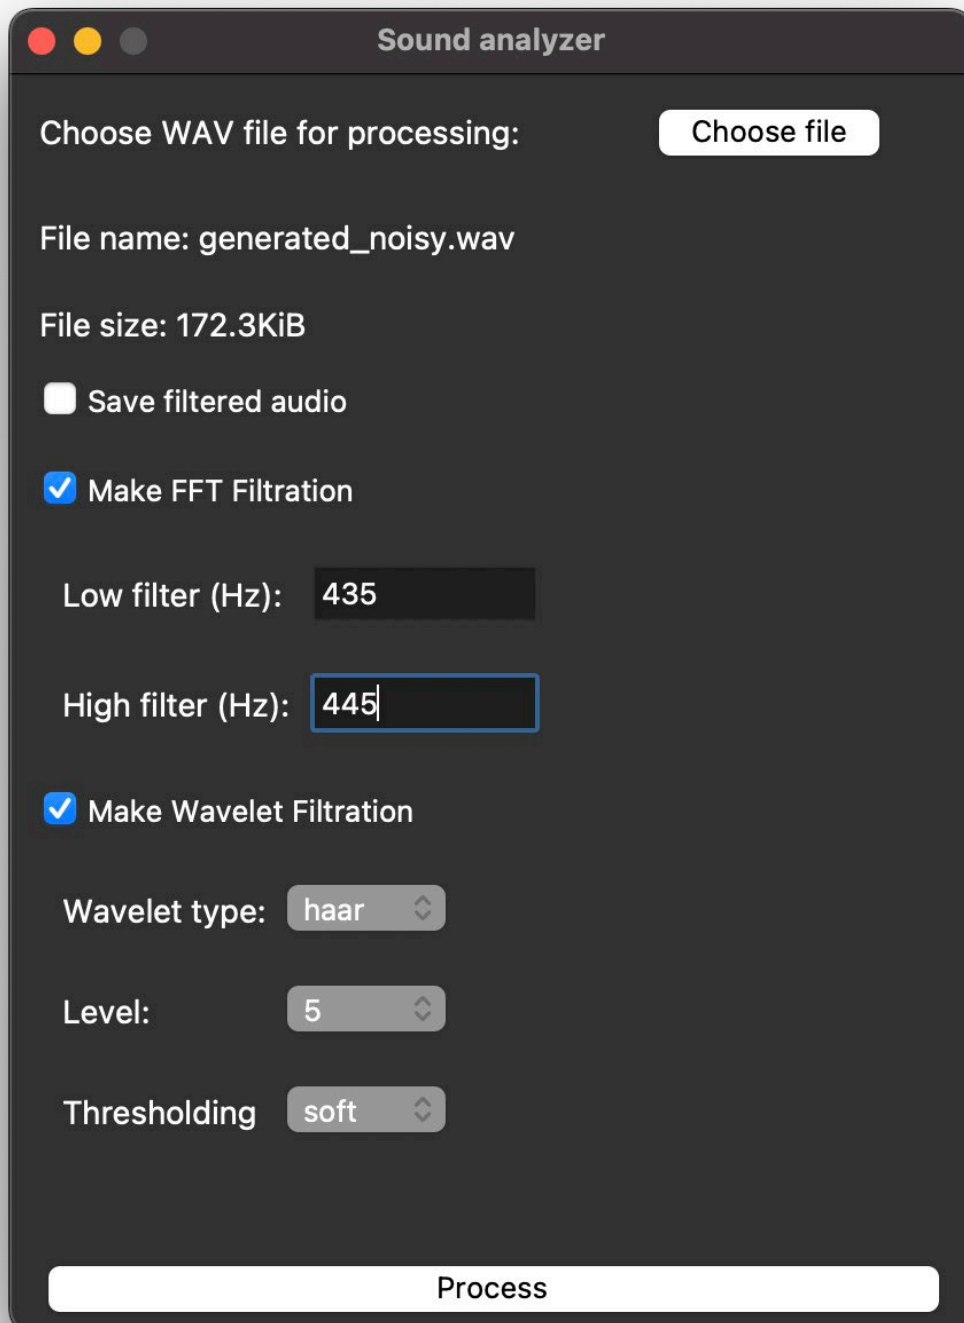 Sound analyzer
Choose WAV file for processing: Choose file
File name: generated_noisy.wav
File size: 172.3KiB
Save filtered audio
Make FFT Filtration
Low filter (Hz): 435
High filter (Hz): 445
Make Wavelet Filtration
Wavelet type: haar
Level: 5
Thresholding soft
Process